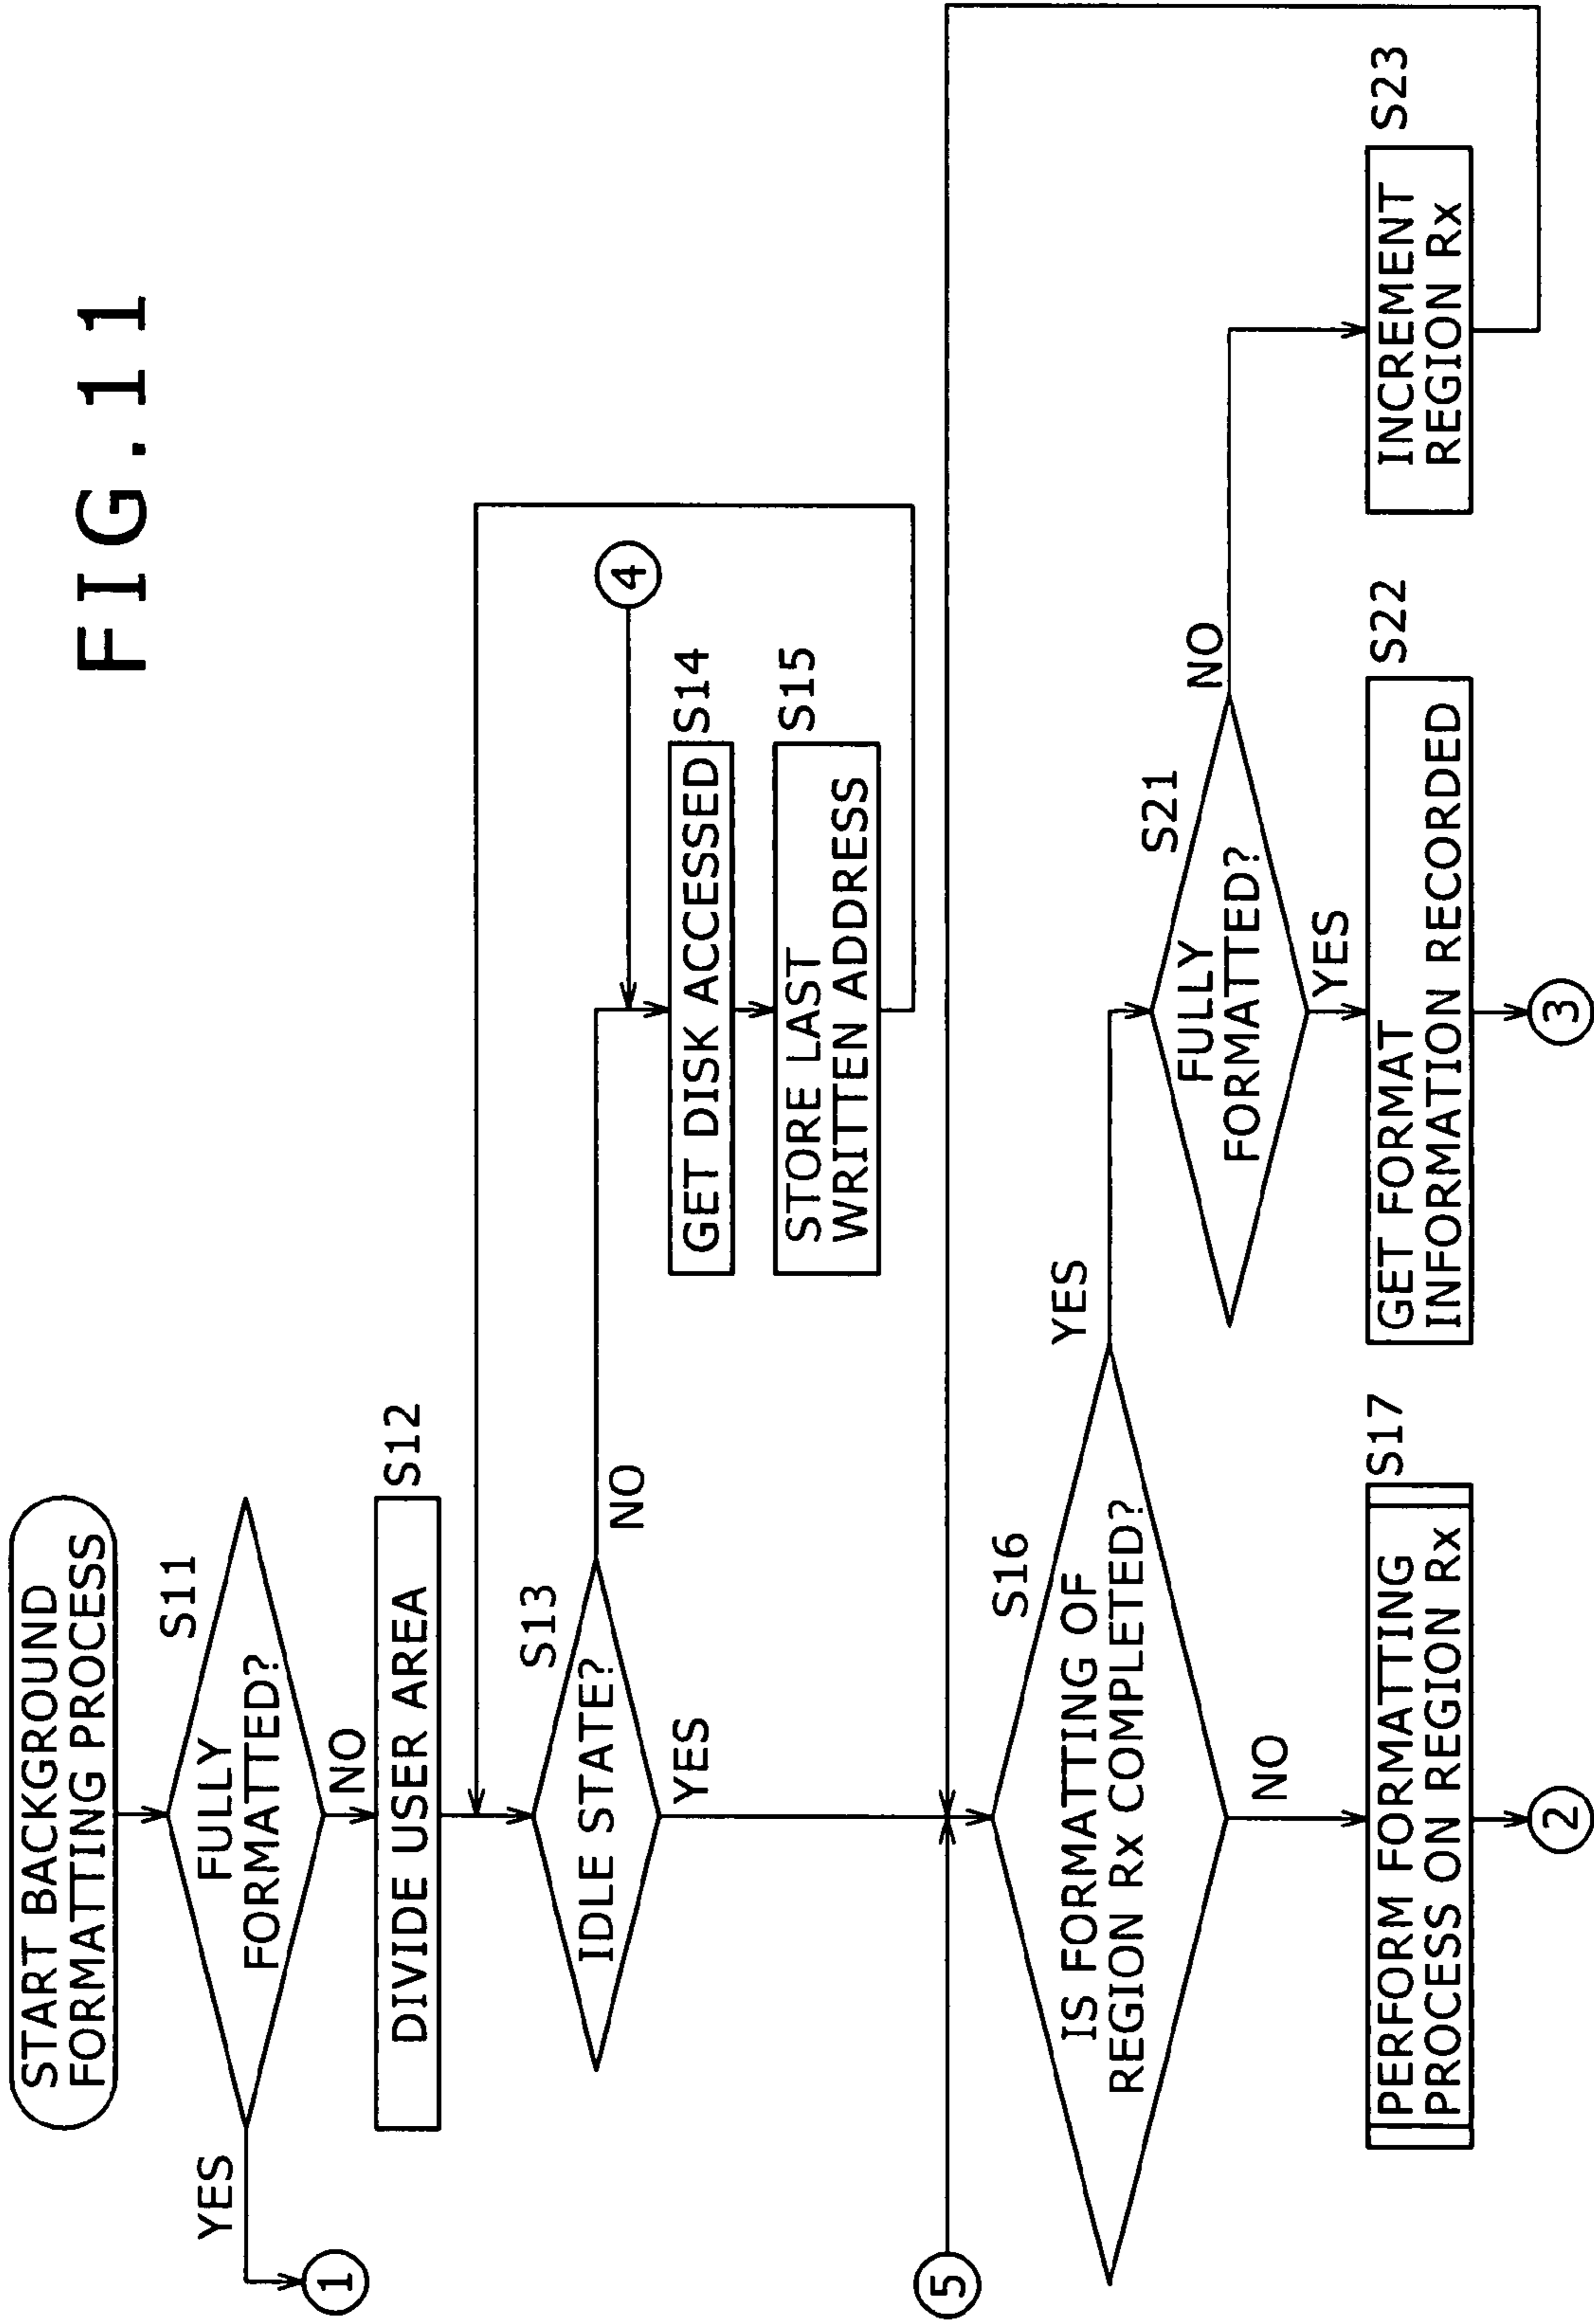 FIG.11
START BACKGROUND
FORMATTING PROCESS
S11
FULLY
FORMATTED?
YES
1
NO
DIVIDE USER AREA
S12
S13
IDLE STATE?
NO
YES
4
GET DISK ACCESSED
S14
STORE LAST
WRITTEN ADDRESS
S15
5
S16
IS FORMATTING OF
REGION Rx COMPLETED?
YES
NO
S21
FULLY
FORMATTED?
NO
YES
PERFORM FORMATTING
PROCESS ON REGION Rx
S17
2
GET FORMAT
INFORMATION RECORDED
S22
3
INCREMENT
REGION Rx
S23